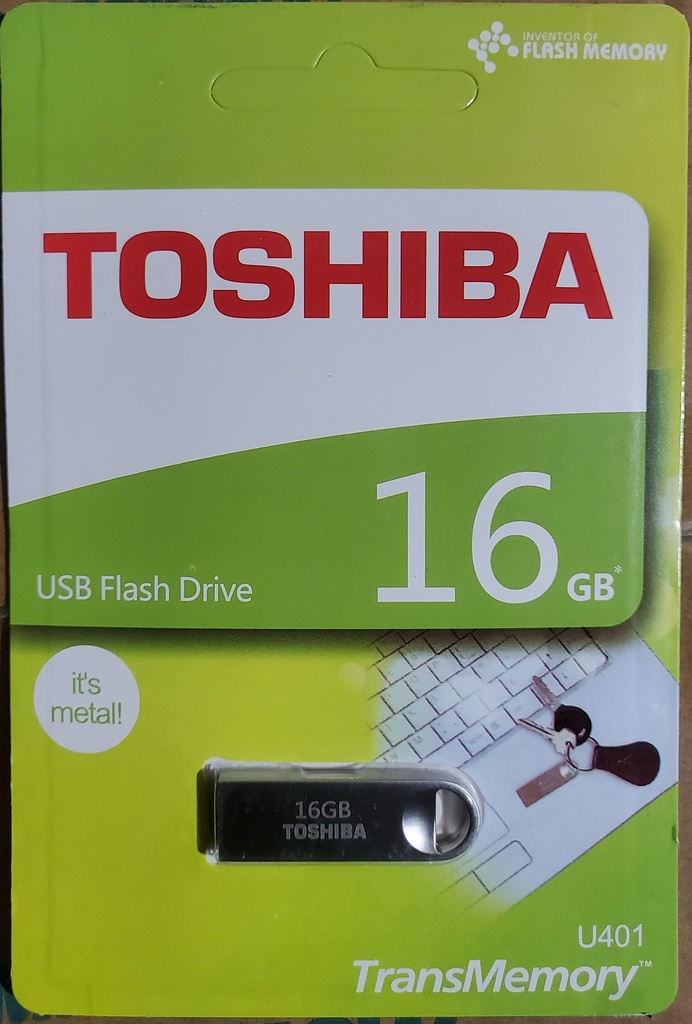 INVENTOR OF
FLASH MEMORY
TOSHIBA
16 GB*
USB Flash Drive
it's
metal!
16GB
TOSHIBA
U401
TransMemory™